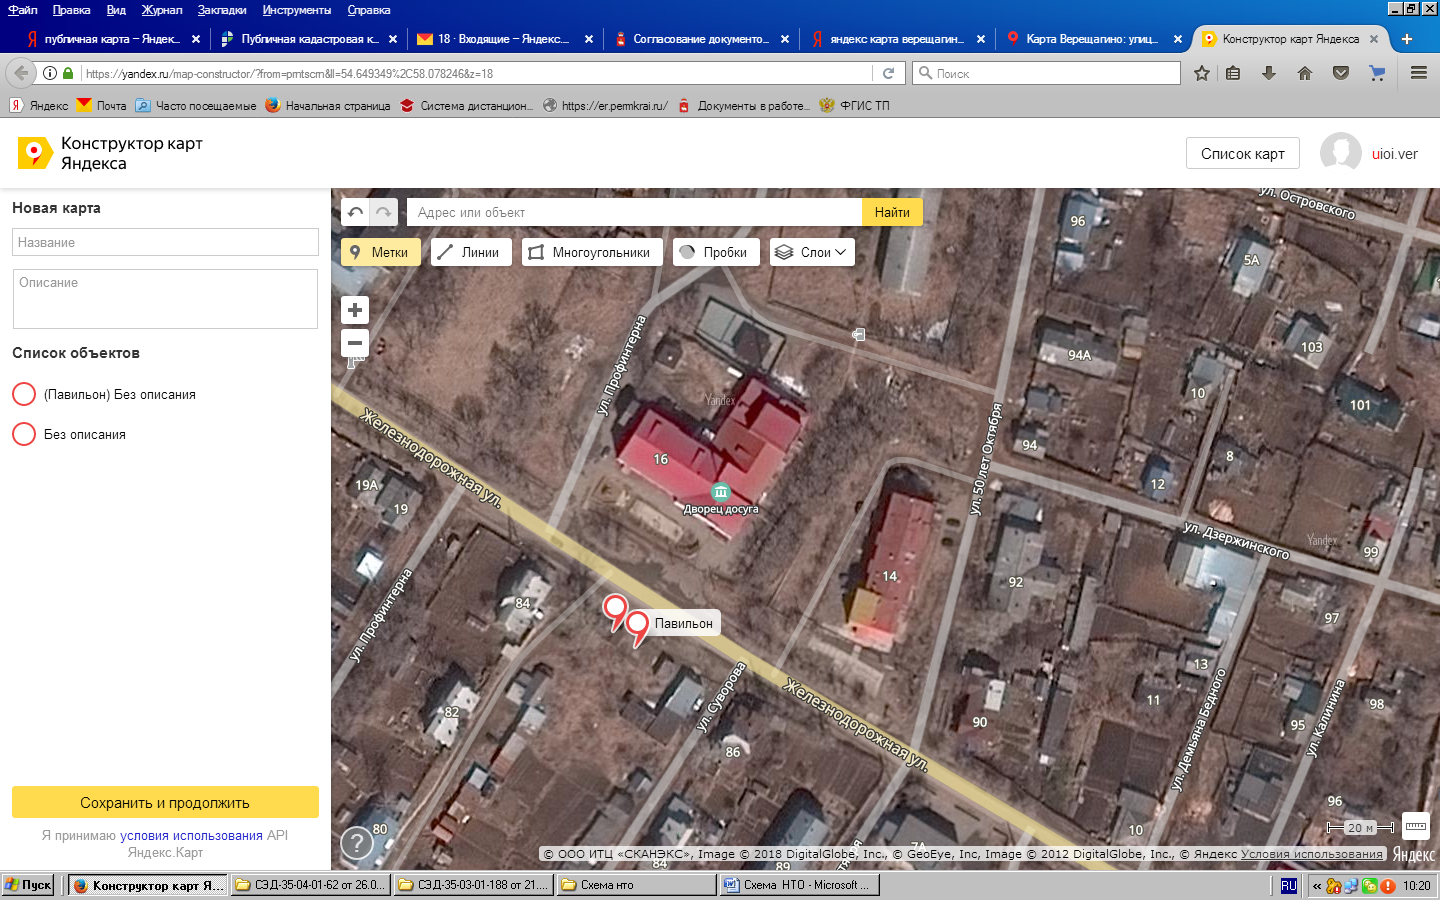 Файл Правка Вид Журнал Закладки Инструменты Справка
публичная карта – Яндек... Публичная кадастровая к... 18 · Входящие – Яндекс.... Согласование документо... яндекс карта верещагин... Карта Верещагино: улиц... Конструктор карт Яндекса
https://yandex.ru/map-constructor/?from=prntscrn&ll=54.649349%2C58.078246&z=18 Поиск
Яндекс Почта Часто посещаемые Начальная страница Система дистанцион... https://er.permkrai.ru/ Документы в работе... ФГИС ТП
Конструктор карт
Яндекса
Список карт uioi.ver
Новая карта
Название
Описание
Список объектов
(Павильон) Без описания
Без описания
Сохранить и продолжить
Я принимаю условия использования API
Яндекс.Карт
Адрес или объект Найти
Метки Линии Многоугольники Пробки Слои
ул. Островского
96
5А
ул. Профинтерна
94А
103
10
101
Yandex
Железнодорожная ул.
ул. 50 лет Октября
94
8
16
19А
19
12
Дворец досуга
ул. Дзержинского
Yandex
99
14
92
84
ул. Профинтерна
97
Павильон
13
11
ул. Суворова
Железнодорожная ул.
ул. Демьяна Бедного
ул. Калинина
98
95
82
90
86
96
80
10
20 м
?
84
89
7А
© ООО ИТЦ «СКАНЭКС», Image © 2018 DigitalGlobe, Inc., © GeoEye, Inc, Image © 2012 DigitalGlobe, Inc., © Яндекс Условия использования Яндекс
Пуск Конструктор карт Я... СЭД-35-04-01-62 от 26.0... СЭД-35-03-01-188 от 21.... Схема нто Схема НТО - Microsoft ... RU « 10:20